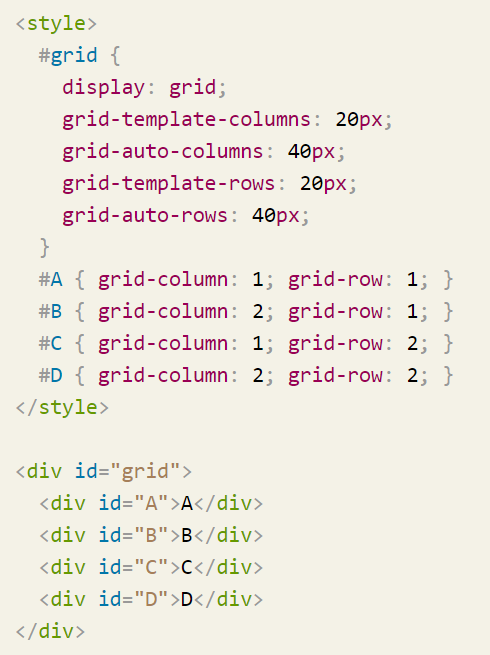 <style>
  #grid {
    display: grid;
    grid-template-columns: 20px;
    grid-auto-columns: 40px;
    grid-template-rows: 20px;
    grid-auto-rows: 40px;
  }
  #A { grid-column: 1; grid-row: 1; }
  #B { grid-column: 2; grid-row: 1; }
  #C { grid-column: 1; grid-row: 2; }
  #D { grid-column: 2; grid-row: 2; }
</style>

<div id="grid">
  <div id="A">A</div>
  <div id="B">B</div>
  <div id="C">C</div>
  <div id="D">D</div>
</div>